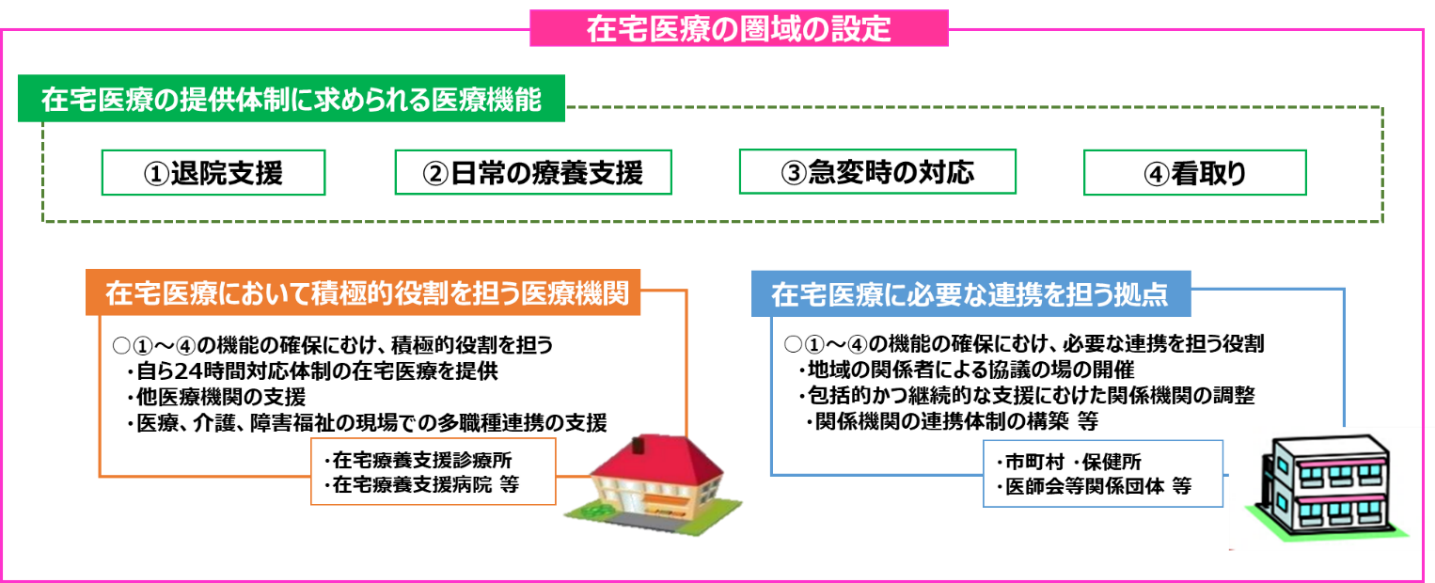 在宅医療の圏域の設定
在宅医療の提供体制に求められる医療機能
①退院支援
②日常の療養支援
③急変時の対応
④看取り
在宅医療において積極的役割を担う医療機関
○①～④の機能の確保にむけ、積極的役割を担う
・自ら24時間対応体制の在宅医療を提供
・他医療機関の支援
・医療、介護、障害福祉の現場での多職種連携の支援
・在宅療養支援診療所
・在宅療養支援病院 等
在宅医療に必要な連携を担う拠点
○①～④の機能の確保にむけ、必要な連携を担う役割
・地域の関係者による協議の場の開催
・包括的かつ継続的な支援にむけた関係機関の調整
・関係機関の連携体制の構築 等
・市町村 ・保健所
・医師会等関係団体 等